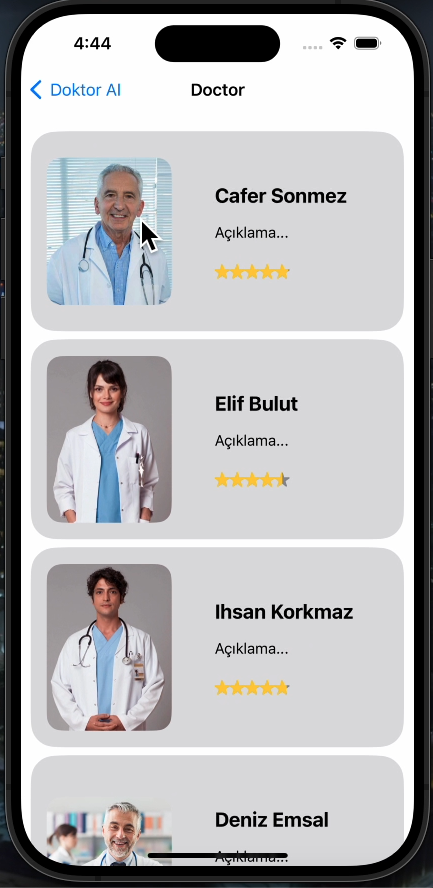 4:44
Doktor AI
Doctor
Cafer Sonmez
Açıklama...
Elif Bulut
Açıklama...
Ihsan Korkmaz
Açıklama...
Deniz Emsal
Açıklama...